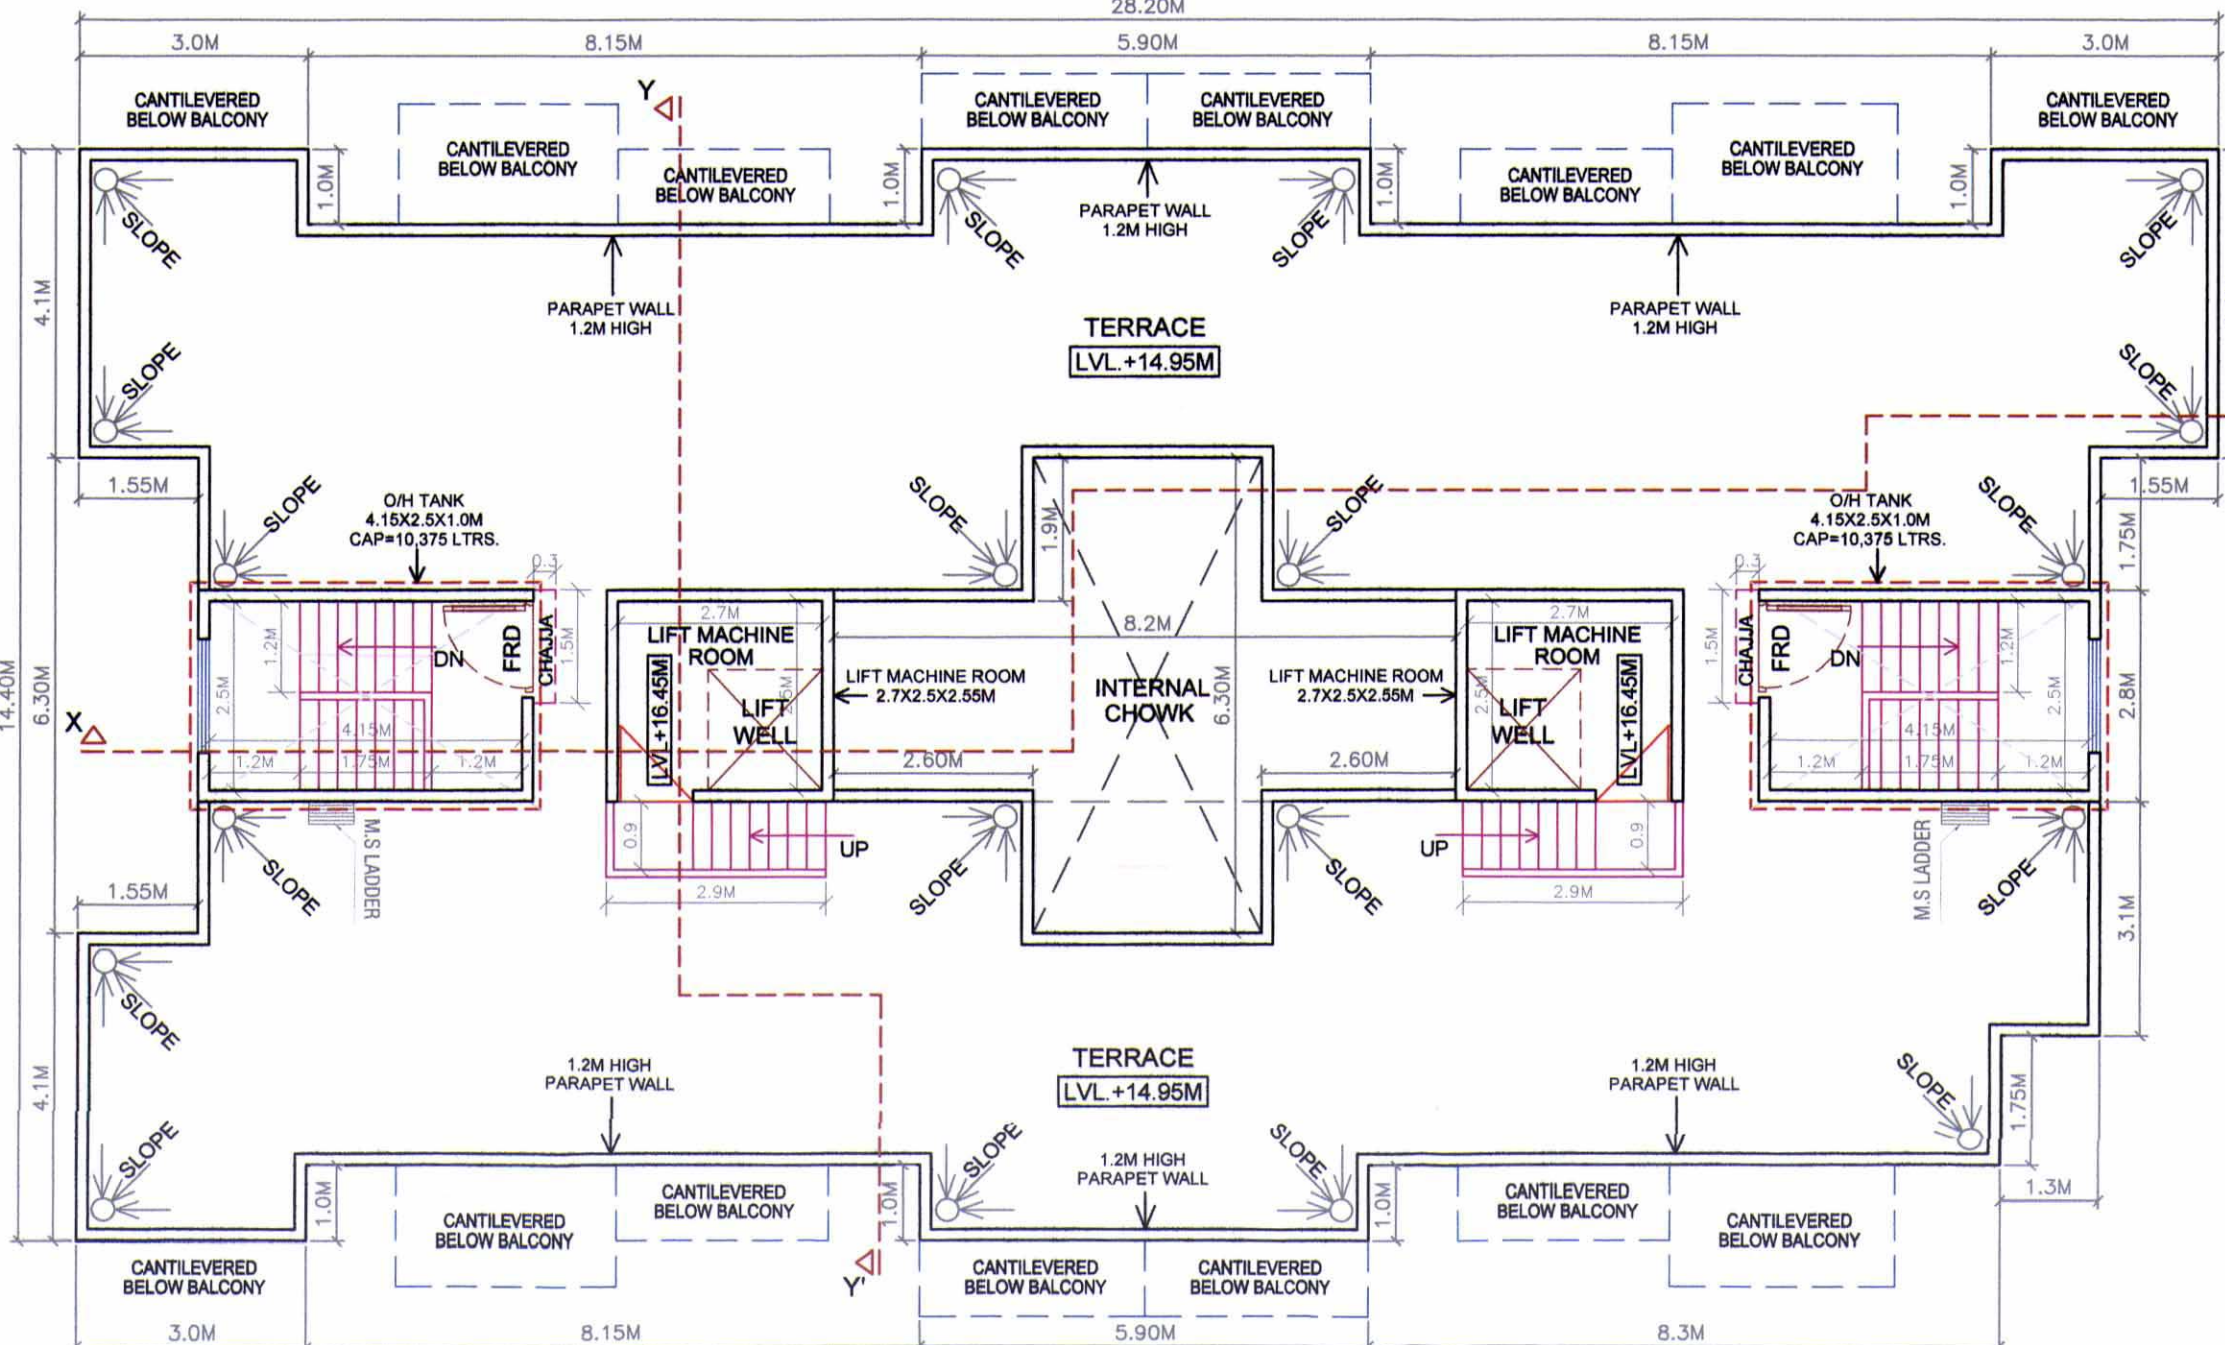 28.20M
3.0M
8.15M
5.90M
8.15M
3.0M
CANTILEVERED
BELOW BALCONY
CANTILEVERED
BELOW BALCONY
CANTILEVERED
BELOW BALCONY
Y
CANTILEVERED
BELOW BALCONY
CANTILEVERED
BELOW BALCONY
CANTILEVERED
BELOW BALCONY
CANTILEVERED
BELOW BALCONY
CANTILEVERED
BELOW BALCONY
1.0M
1.0M
1.0M
1.0M
SLOPE
SLOPE
SLOPE
SLOPE
PARAPET WALL
1.2M HIGH
PARAPET WALL
1.2M HIGH
PARAPET WALL
1.2M HIGH
TERRACE
LVL.+14.95M
4.1M
SLOPE
SLOPE
1.55M
SLOPE
O/H TANK
4.15X2.5X1.0M
CAP=10,375 LTRS.
SLOPE
1.9M
SLOPE
O/H TANK
4.15X2.5X1.0M
CAP=10,375 LTRS.
SLOPE
1.55M
1.75M
0.3
0.3
14.40M
6.30M
X
2.5M
1.2M
DN
FRD
CHAJJA
1.5M
4.15M
1.2M
1.75M
1.2M
2.7M
LIFT MACHINE
ROOM
LVL+16.45M
LIFT
WELL
2.5M
LIFT MACHINE ROOM
2.7X2.5X2.55M
8.2M
INTERNAL
CHOWK
6.30M
LIFT MACHINE ROOM
2.7X2.5X2.55M
2.60M
2.60M
2.7M
LIFT MACHINE
ROOM
2.5M
LIFT
WELL
LVL+16.45M
1.5M
CHAJJA
FRD
DN
1.2M
2.5M
4.15M
1.2M
1.75M
1.2M
2.8M
M.S LADDER
SLOPE
0.9
UP
2.9M
SLOPE
SLOPE
UP
0.9
2.9M
M.S LADDER
SLOPE
3.1M
1.55M
SLOPE
4.1M
1.2M HIGH
PARAPET WALL
TERRACE
LVL.+14.95M
1.2M HIGH
PARAPET WALL
SLOPE
1.75M
SLOPE
SLOPE
1.2M HIGH
PARAPET WALL
SLOPE
1.3M
1.0M
1.0M
1.0M
CANTILEVERED
BELOW BALCONY
CANTILEVERED
BELOW BALCONY
CANTILEVERED
BELOW BALCONY
CANTILEVERED
BELOW BALCONY
CANTILEVERED
BELOW BALCONY
Y'
CANTILEVERED
BELOW BALCONY
CANTILEVERED
BELOW BALCONY
3.0M
8.15M
5.90M
8.3M